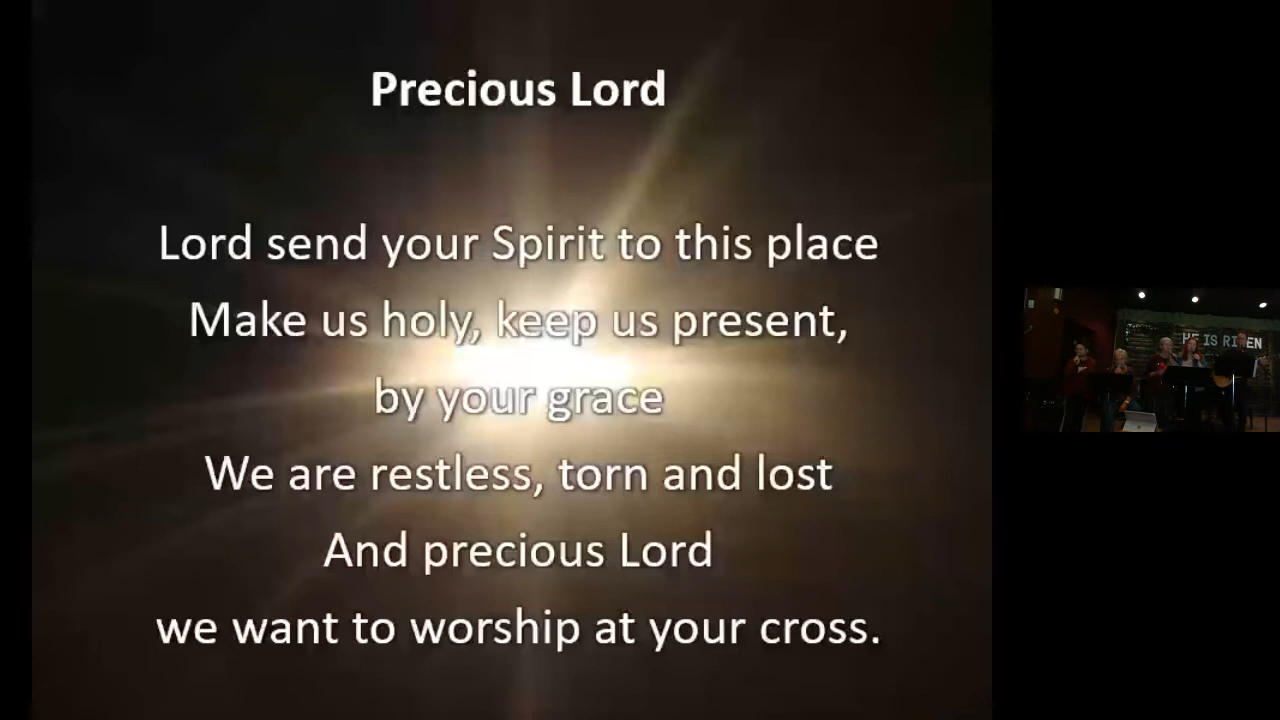 Precious Lord
Lord send your Spirit to this place
Make us holy, keep us present,
by your grace
We are restless, torn and lost
And precious Lord
we want to worship at your cross.
HE IS RISEN